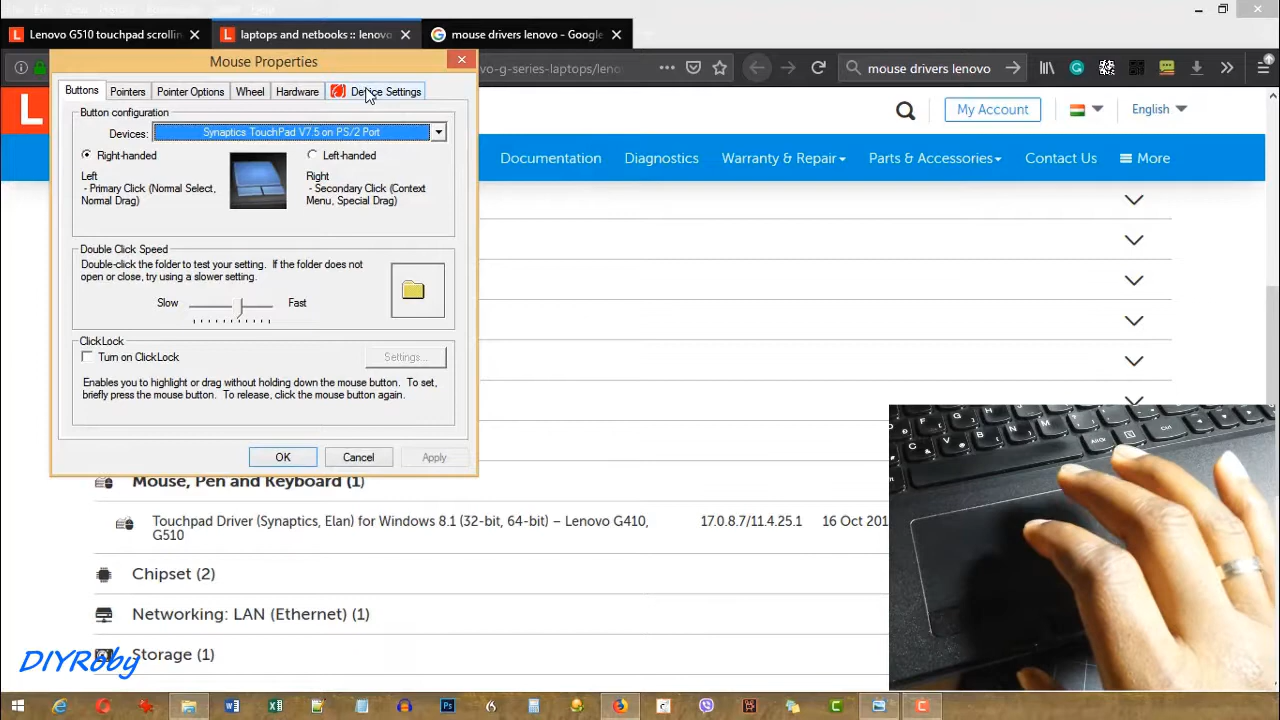 Lenovo G510 touchpad scrollin
laptops and netbooks :: lenovo
mouse drivers lenovo - Google
Mouse Properties
vo-g-series-laptops/leno
mouse drivers lenovo
Buttons
Pointers
Pointer Options
Wheel
Hardware
Device Settings
L
My Account
English
Button configuration
Devices:
Synaptics TouchPad V7.5 on PS/2 Port
Right-handed
Left-handed
Left
- Primary Click (Normal Select,
Normal Drag)
Right
- Secondary Click (Context
Menu, Special Drag)
Documentation
Diagnostics
Warranty & Repair
Parts & Accessories
Contact Us
More
Double Click Speed
Double-click the folder to test your setting. If the folder does not
open or close, try using a slower setting.
Slow
Fast
ClickLock
Turn on ClickLock
Settings...
Enables you to highlight or drag without holding down the mouse button. To set,
briefly press the mouse button. To release, click the mouse button again.
OK
Cancel
Apply
Mouse, Pen and Keyboard (1)
Touchpad Driver (Synaptics, Elan) for Windows 8.1 (32-bit, 64-bit) – Lenovo G410,
G510
17.0.8.7/11.4.25.1
16 Oct 201
Chipset (2)
Networking: LAN (Ethernet) (1)
Storage (1)
DIYRoby